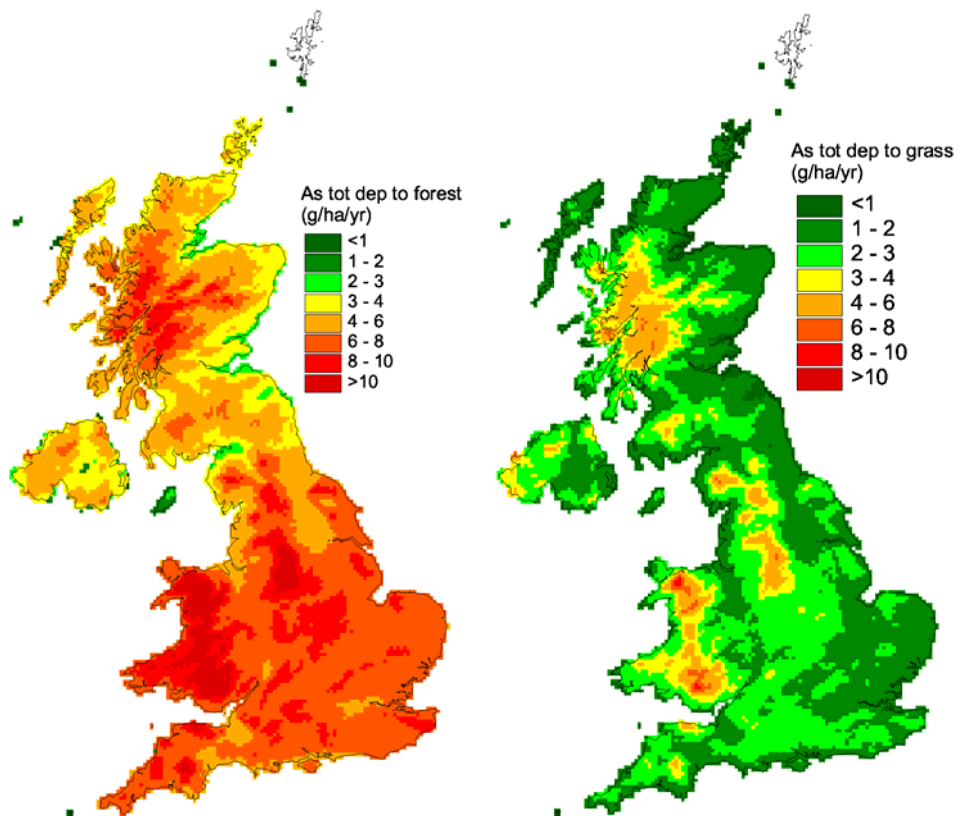 As tot dep to forest
(g/ha/yr)
<1
1 - 2
2 - 3
3 - 4
4 - 6
6 - 8
8 - 10
>10
As tot dep to grass
(g/ha/yr)
<1
1 - 2
2 - 3
3 - 4
4 - 6
6 - 8
8 - 10
>10